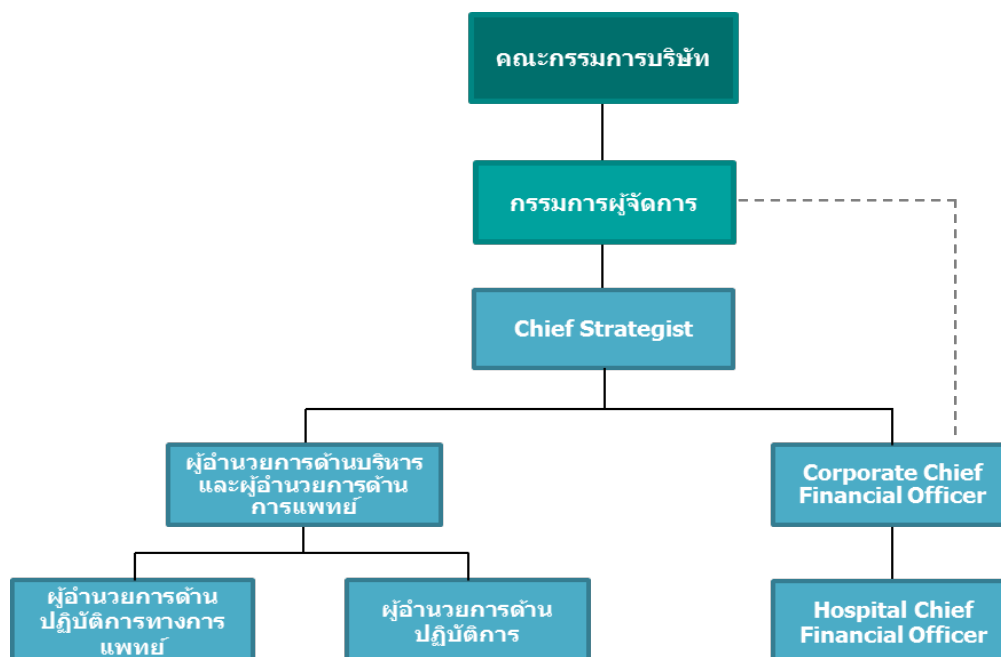 คณะกรรมการบริษัท
กรรมการผู้จัดการ
Chief Strategist
ผู้อำนวยการด้านบริหาร
และผู้อำนวยการด้าน
การแพทย์
Corporate Chief
Financial Officer
ผู้อำนวยการด้าน
ปฏิบัติการทางการ
แพทย์
ผู้อำนวยการด้าน
ปฏิบัติการ
Hospital Chief
Financial Officer